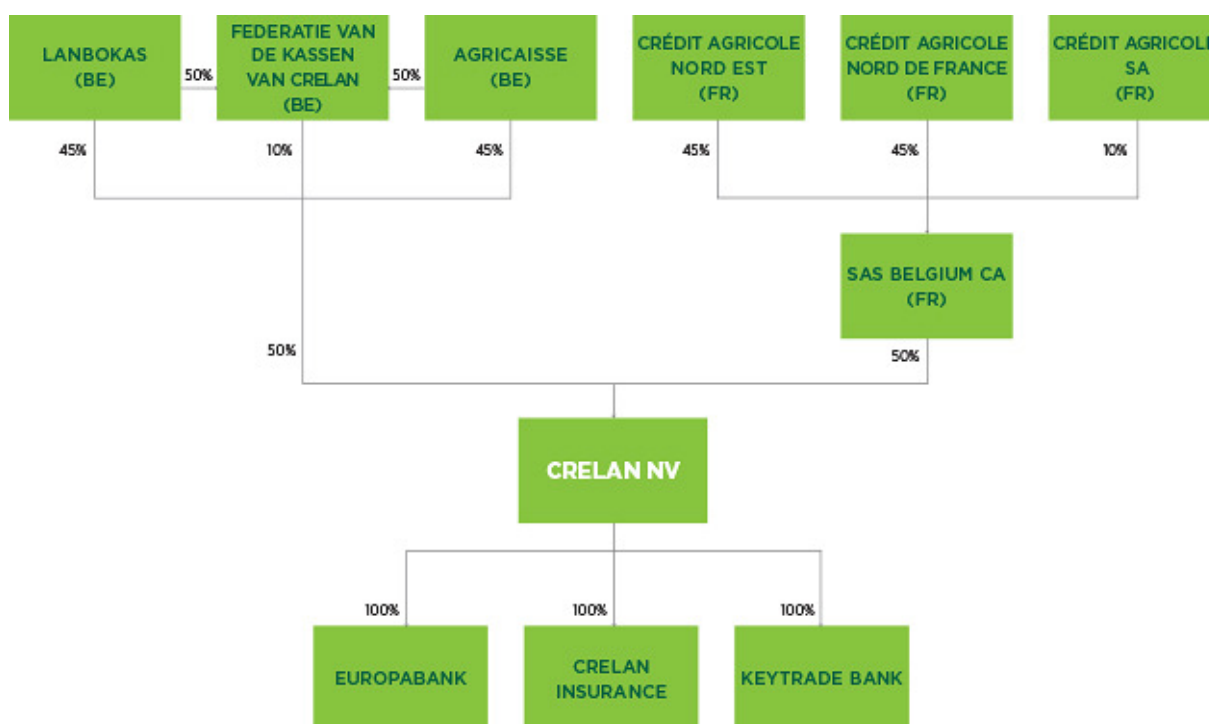 LANBOKAS
(BE)
50%
FEDERATIE VAN
DE KASSEN
VAN CRELAN
(BE)
50%
AGRICAISSE
(BE)
CRÉDIT AGRICOLE
NORD EST
(FR)
CRÉDIT AGRICOLE
NORD DE FRANCE
(FR)
CRÉDIT AGRICOLE
SA
(FR)
45%
10%
45%
45%
45%
10%
SAS BELGIUM CA
(FR)
50%
50%
CRELAN NV
100%
100%
100%
EUROPABANK
CRELAN
INSURANCE
KEYTRADE BANK